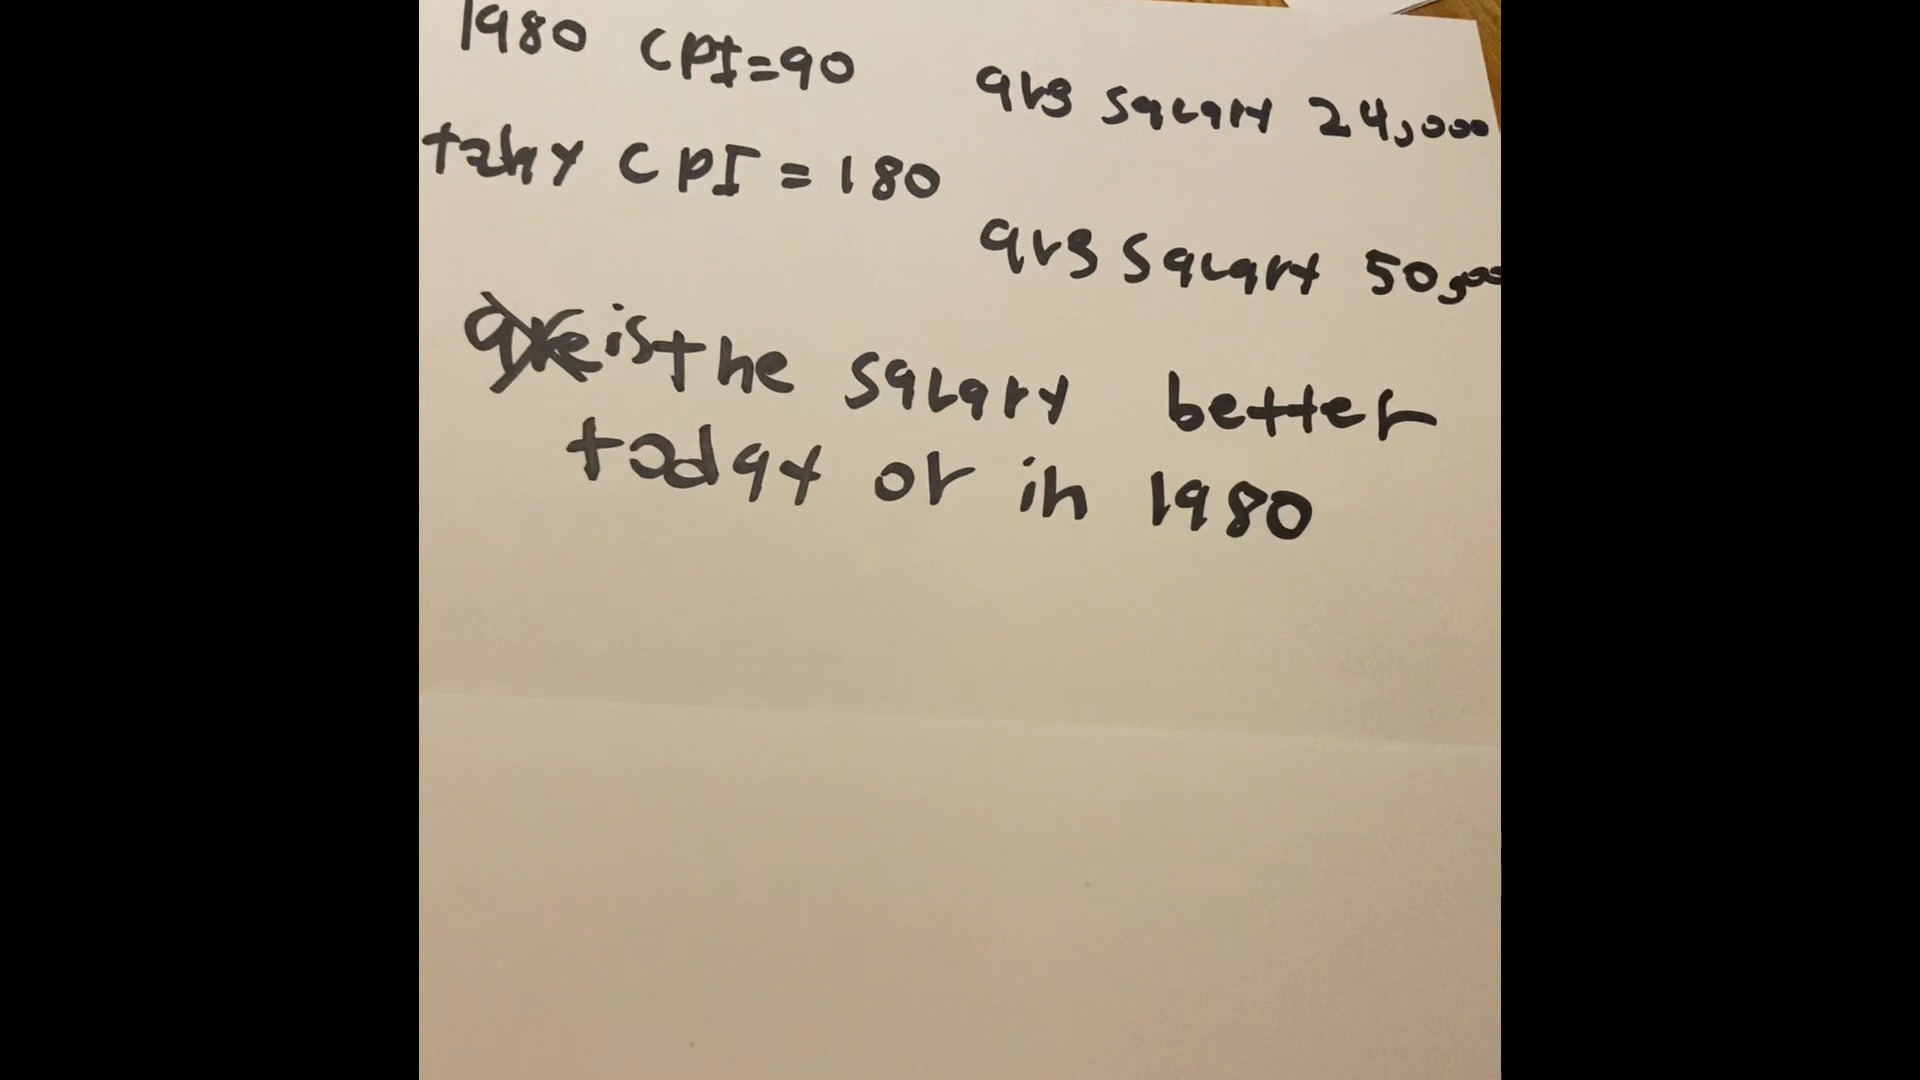 1980 CPI=90
avg salary 24,000
today CPI = 180
avg salary 50,000
is the salary better
today or in 1980